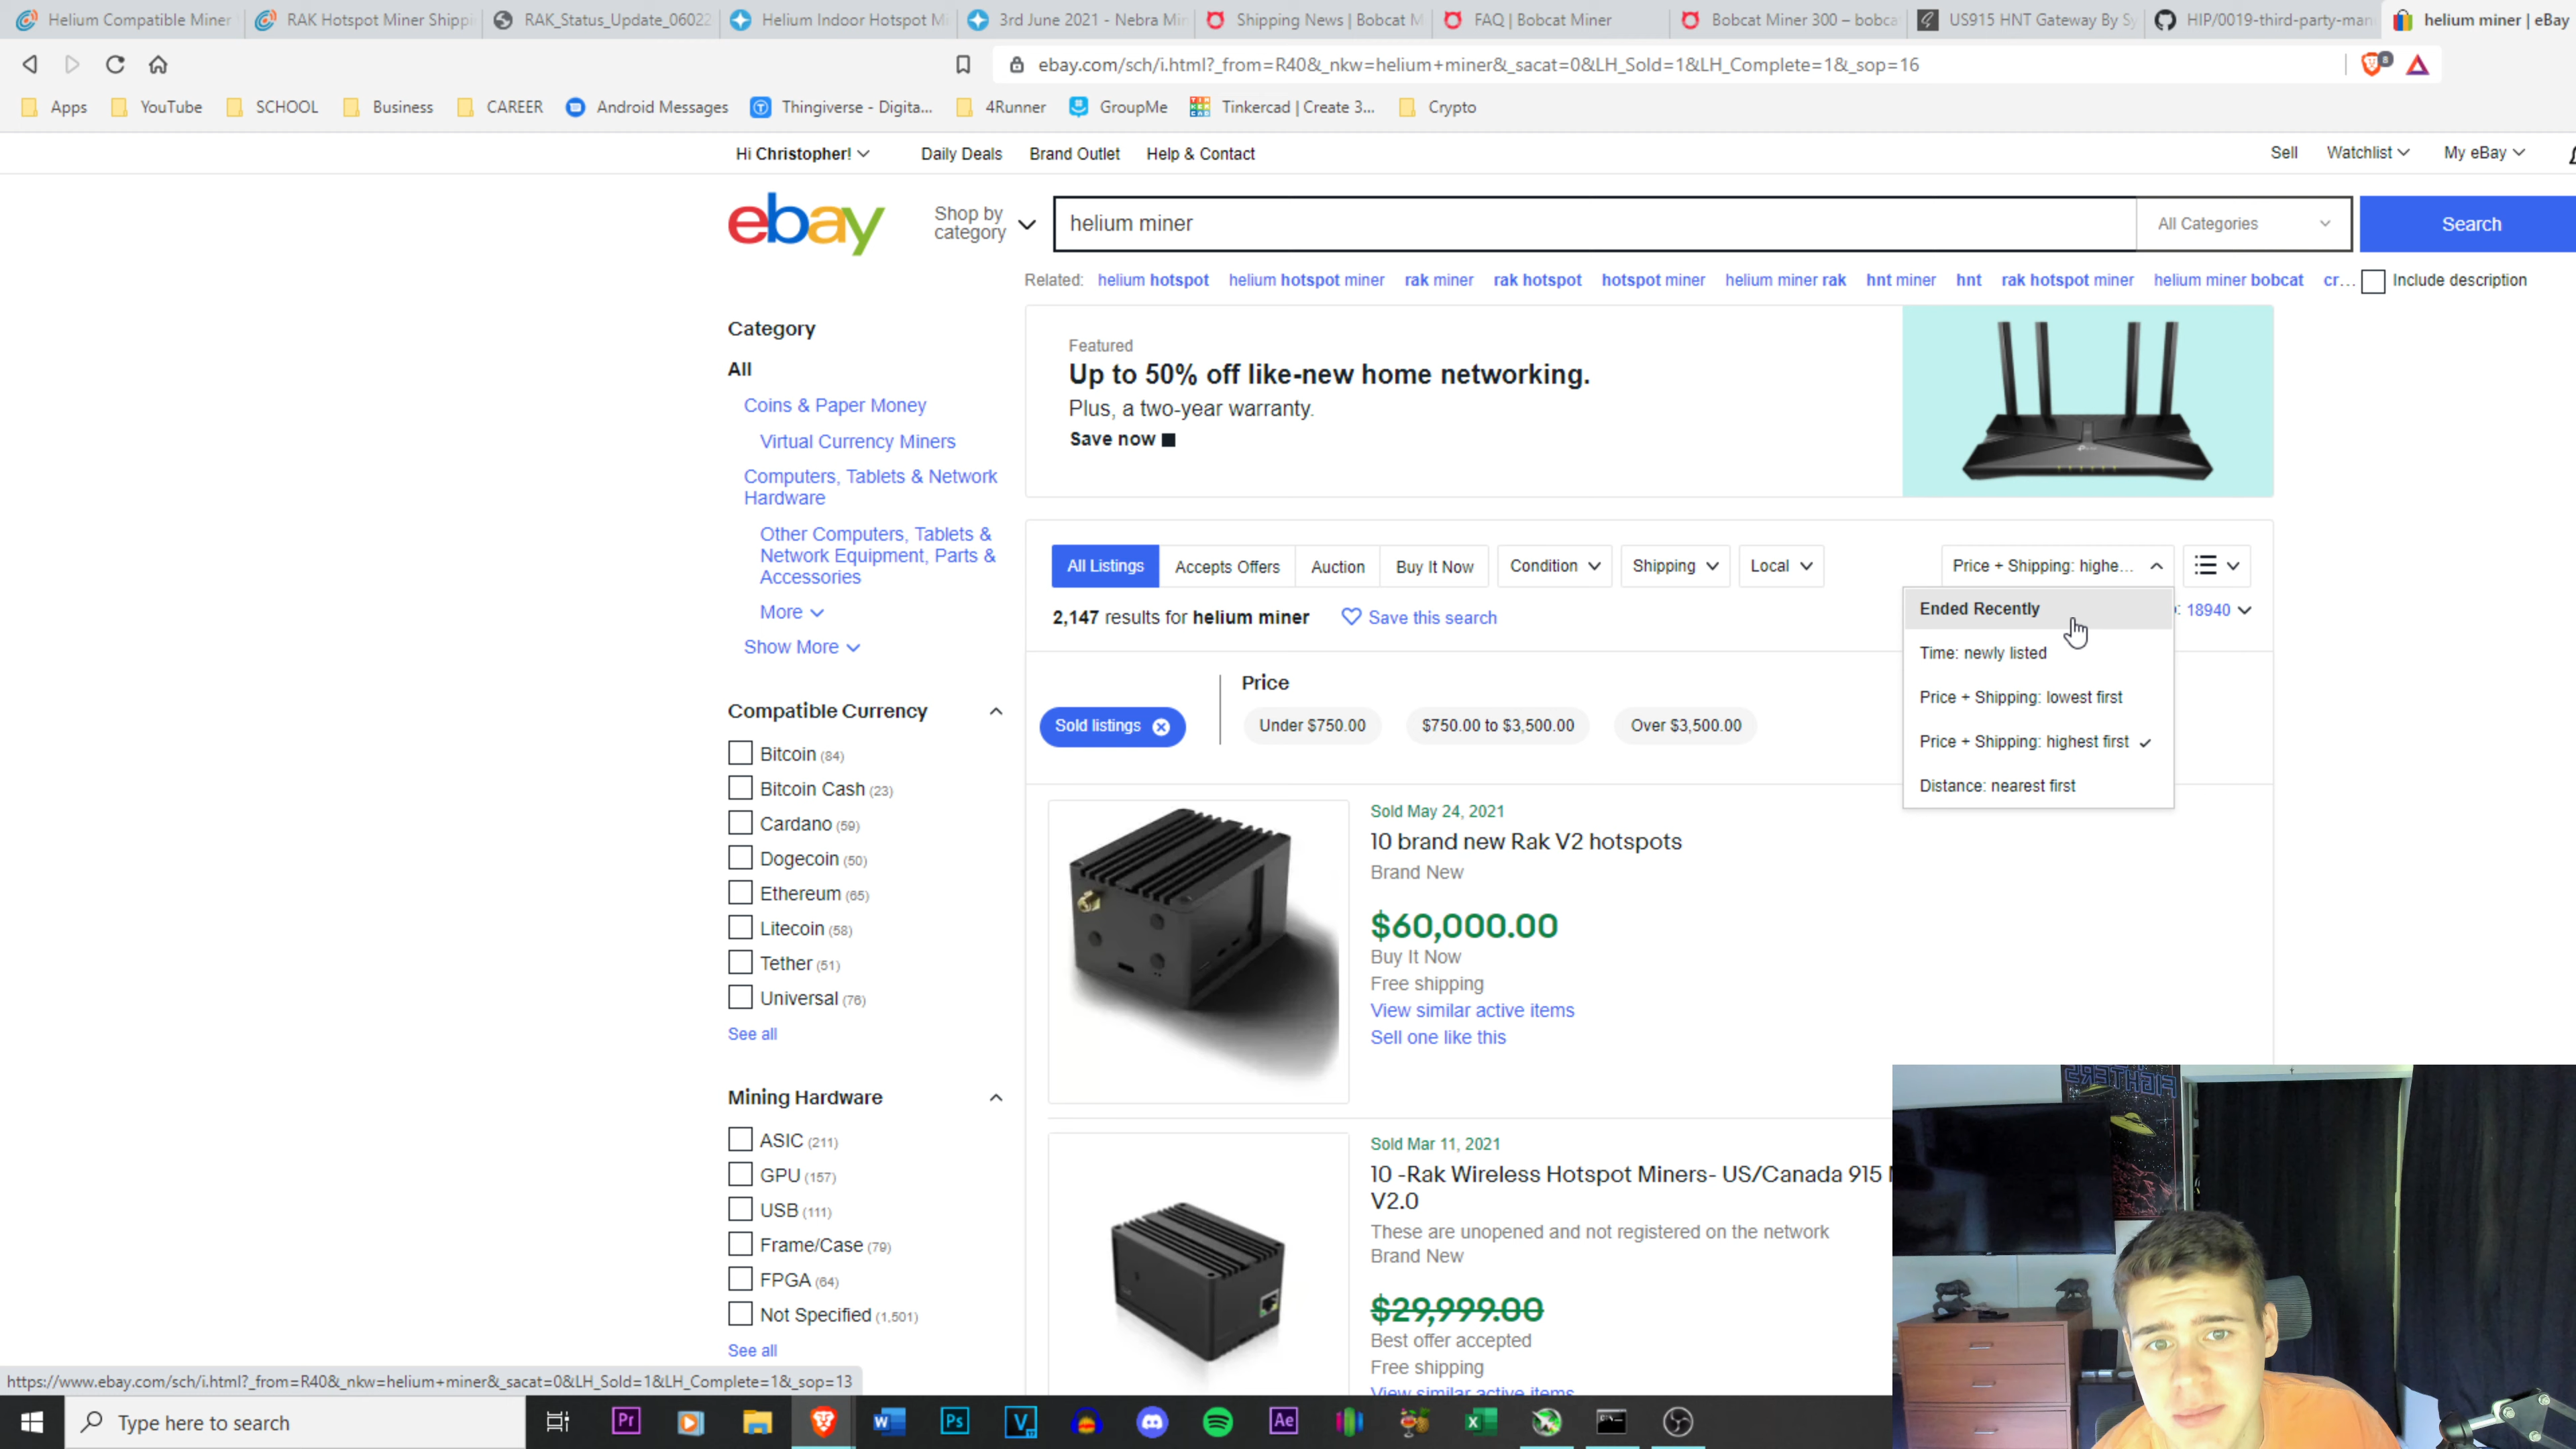 Helium Compatible Miner
RAK Hotspot Miner Shippi
RAK_Status_Update_06022
Helium Indoor Hotspot Mi
3rd June 2021 - Nebra Min
Shipping News | Bobcat M
FAQ | Bobcat Miner
Bobcat Miner 300 – bobca
US915 HNT Gateway By Sy
HIP/0019-third-party-man
helium miner | eBay
ebay.com/sch/i.html?_from=R40&_nkw=helium+miner&_sacat=0&LH_Sold=1&LH_Complete=1&_sop=16
8
Apps
YouTube
SCHOOL
Business
CAREER
Android Messages
Thingiverse - Digita...
4Runner
GroupMe
Tinkercad | Create 3...
Crypto
Hi Christopher!
Daily Deals
Brand Outlet
Help & Contact
Sell
Watchlist
My eBay
ebay
Shop by
category
helium miner
All Categories
Search
Related: helium hotspot helium hotspot miner rak miner rak hotspot hotspot miner helium miner rak hnt miner hnt rak hotspot miner helium miner bobcat cr...
Include description
Category
All
Coins & Paper Money
Virtual Currency Miners
Computers, Tablets & Network
Hardware
Other Computers, Tablets &
Network Equipment, Parts &
Accessories
More
Show More
Featured
Up to 50% off like-new home networking.
Plus, a two-year warranty.
Save now
All Listings
Accepts Offers
Auction
Buy It Now
Condition
Shipping
Local
Price + Shipping: highe...
2,147 results for helium miner
Save this search
: 18940
Ended Recently
Time: newly listed
Price + Shipping: lowest first
Price + Shipping: highest first
Distance: nearest first
Sold listings
Price
Under $750.00
$750.00 to $3,500.00
Over $3,500.00
Compatible Currency
Bitcoin (84)
Bitcoin Cash (23)
Cardano (59)
Dogecoin (50)
Ethereum (65)
Litecoin (58)
Tether (51)
Universal (76)
See all
Mining Hardware
ASIC (211)
GPU (157)
USB (111)
Frame/Case (79)
FPGA (64)
Not Specified (1,501)
See all
Sold May 24, 2021
10 brand new Rak V2 hotspots
Brand New
$60,000.00
Buy It Now
Free shipping
View similar active items
Sell one like this
Sold Mar 11, 2021
10 -Rak Wireless Hotspot Miners- US/Canada 915
V2.0
These are unopened and not registered on the network
Brand New
$29,999.00
Best offer accepted
Free shipping
View similar active items
FIGHTERS
https://www.ebay.com/sch/i.html?_from=R40&_nkw=helium+miner&_sacat=0&LH_Sold=1&LH_Complete=1&_sop=13
Type here to search
Pr
W
Ps
V
Ae
X